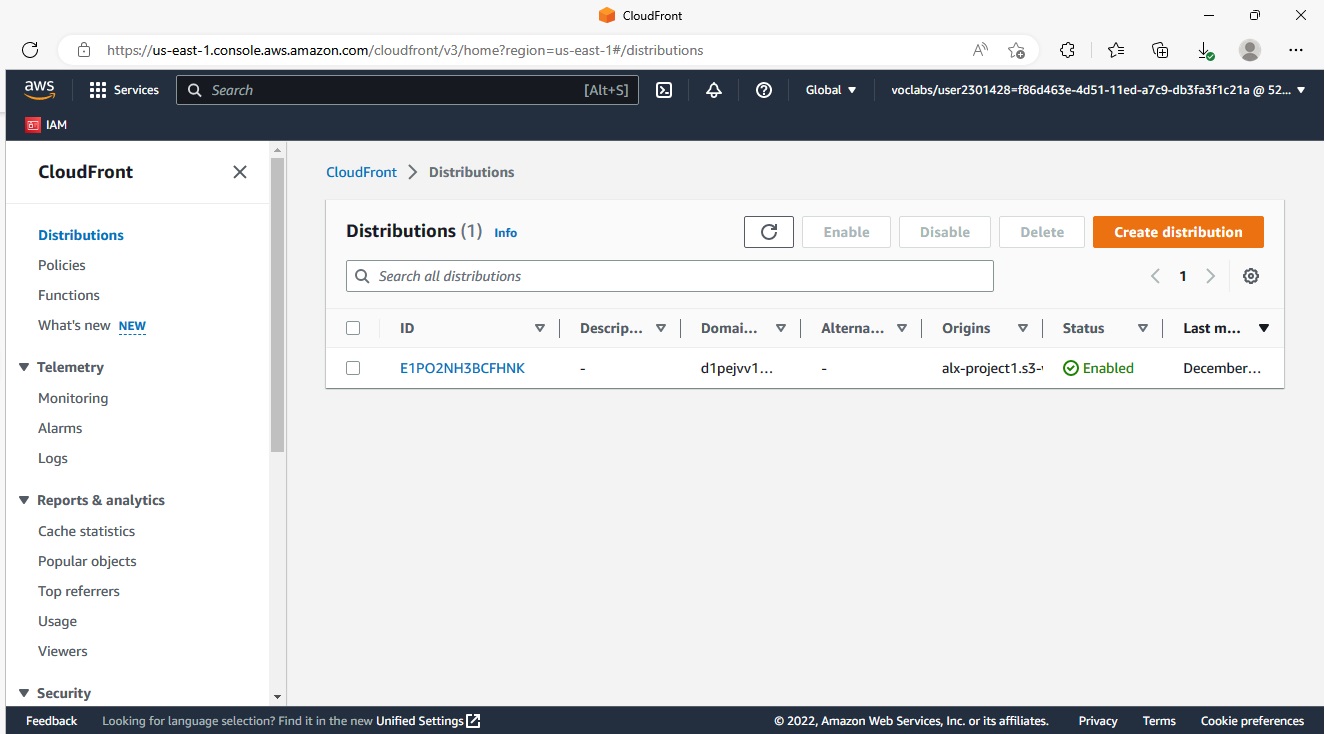 CloudFront
https://us-east-1.console.aws.amazon.com/cloudfront/v3/home?region=us-east-1#/distributions
aws Services Search [Alt+S] Global voclabs/user2301428=f86d463e-4d51-11ed-a7c9-db3fa3f1c21a @ 52...
IAM
CloudFront
Distributions
Policies
Functions
What's new NEW
Telemetry
Monitoring
Alarms
Logs
Reports & analytics
Cache statistics
Popular objects
Top referrers
Usage
Viewers
Security
CloudFront > Distributions
Distributions (1) Info Enable Disable Delete Create distribution
Search all distributions 1
ID Descrip... Domai... Alterna... Origins Status Last m...
E1PO2NH3BCFHNK - d1pejvv1... - alx-project1.s3- Enabled December...
Feedback Looking for language selection? Find it in the new Unified Settings © 2022, Amazon Web Services, Inc. or its affiliates. Privacy Terms Cookie preferences